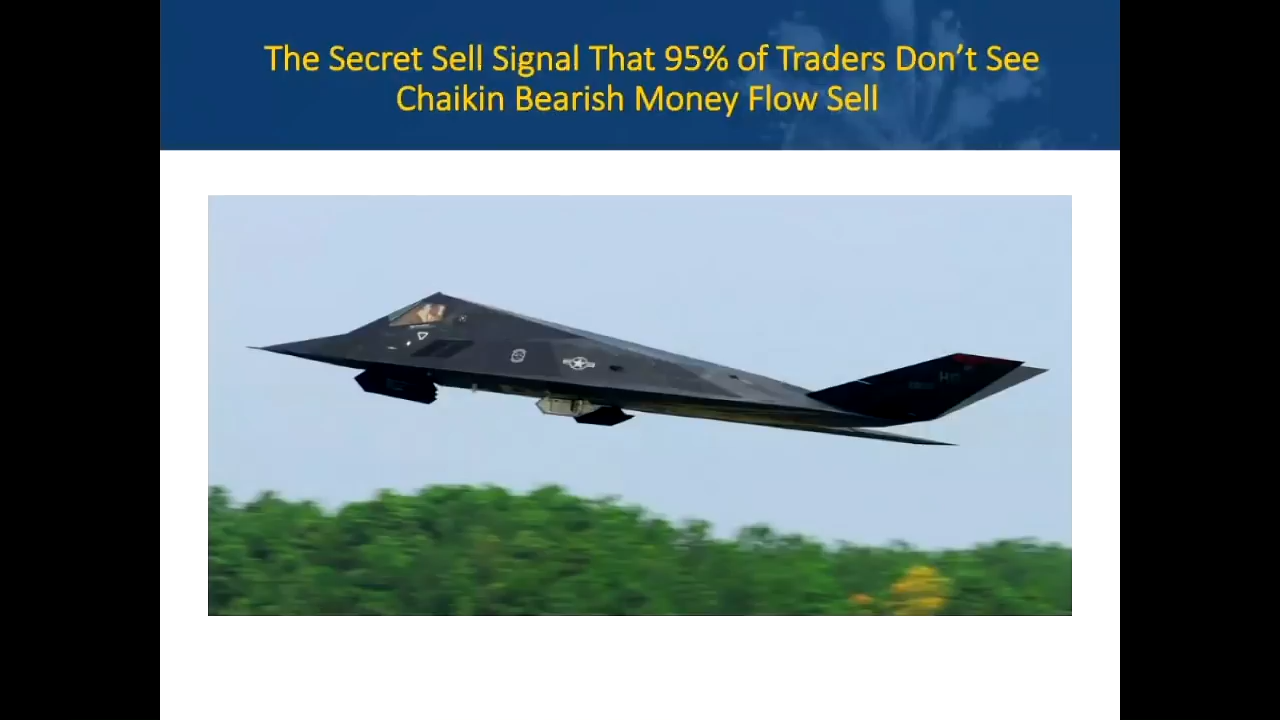 The Secret Sell Signal That 95% of Traders Don’t See
Chaikin Bearish Money Flow Sell